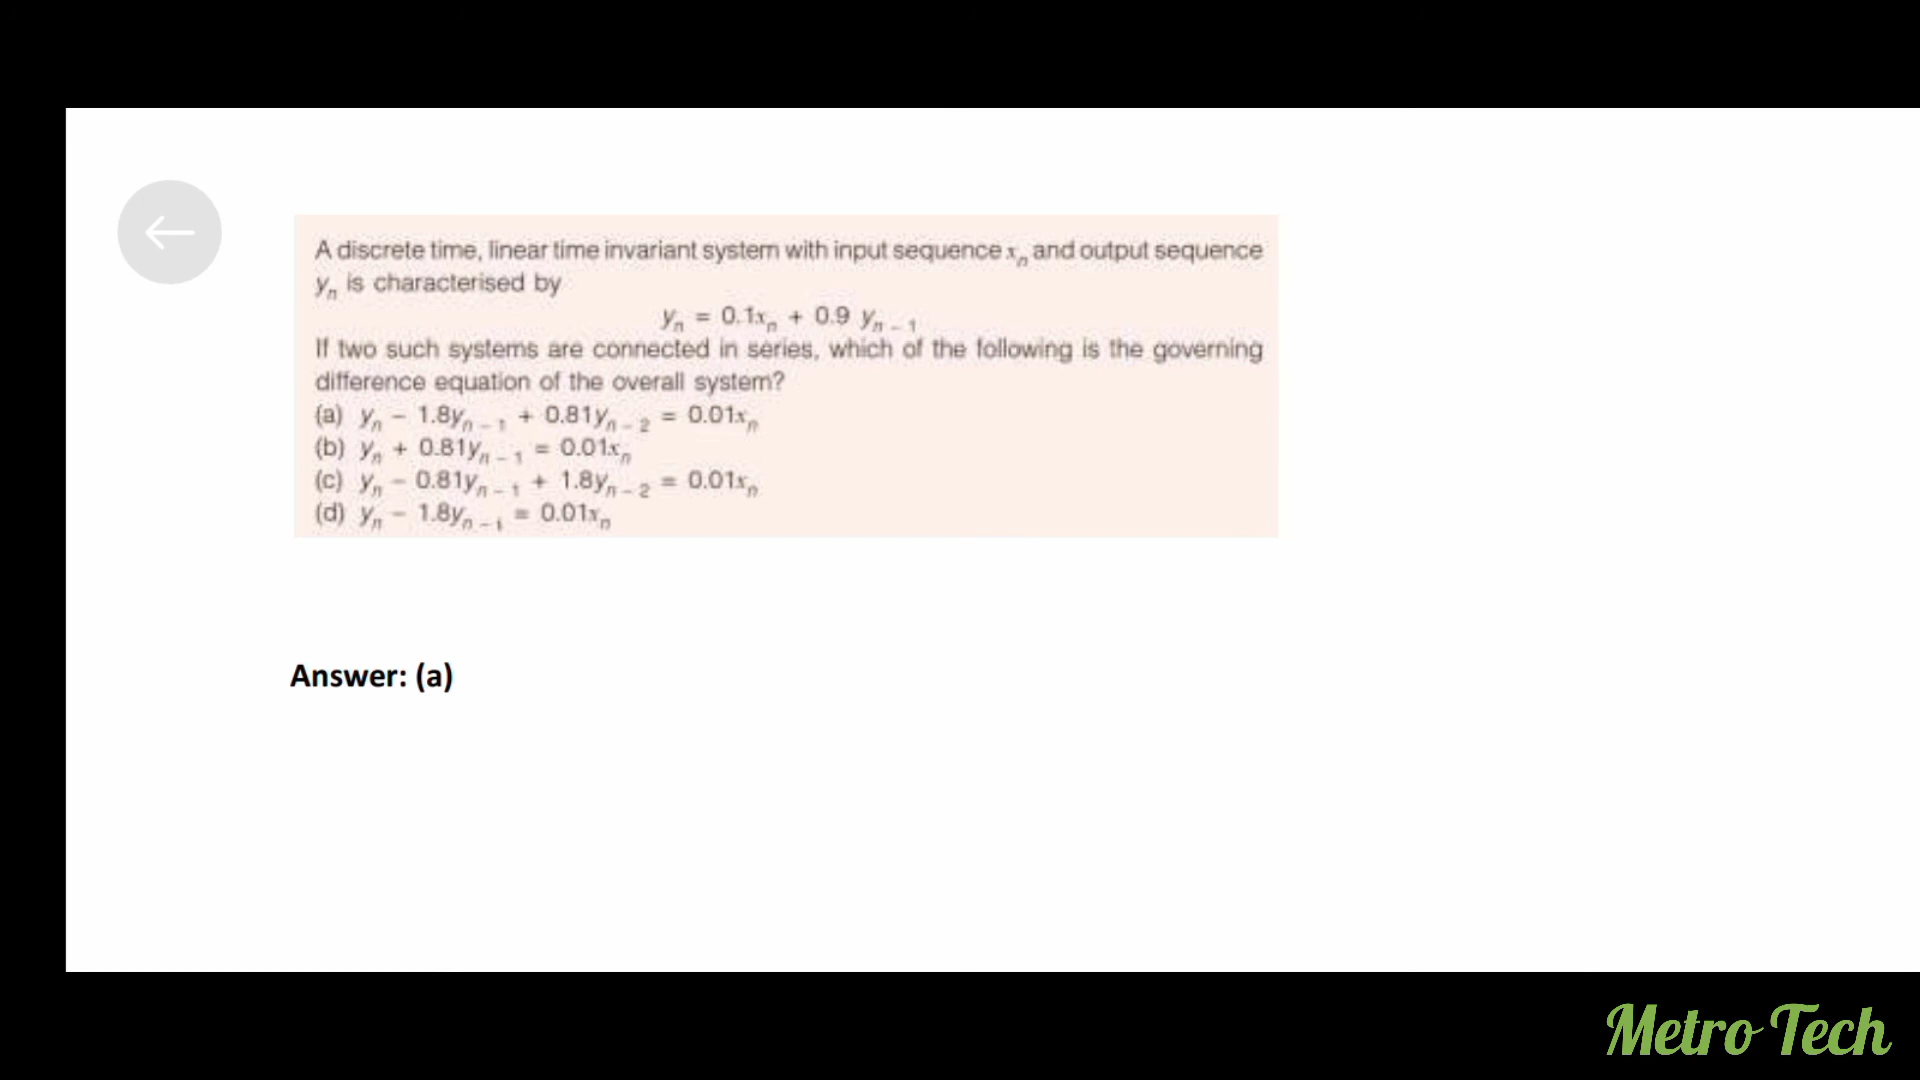 A discrete time, linear time invariant system with input sequence xₙ and output sequence
yₙ is characterised by
yₙ = 0.1xₙ + 0.9 yₙ₋₁
If two such systems are connected in series, which of the following is the governing
difference equation of the overall system?
(a) yₙ − 1.8yₙ₋₁ + 0.81yₙ₋₂ = 0.01xₙ
(b) yₙ + 0.81yₙ₋₁ = 0.01xₙ
(c) yₙ − 0.81yₙ₋₁ + 1.8yₙ₋₂ = 0.01xₙ
(d) yₙ − 1.8yₙ₋₁ = 0.01xₙ
Answer: (a)
Metro Tech